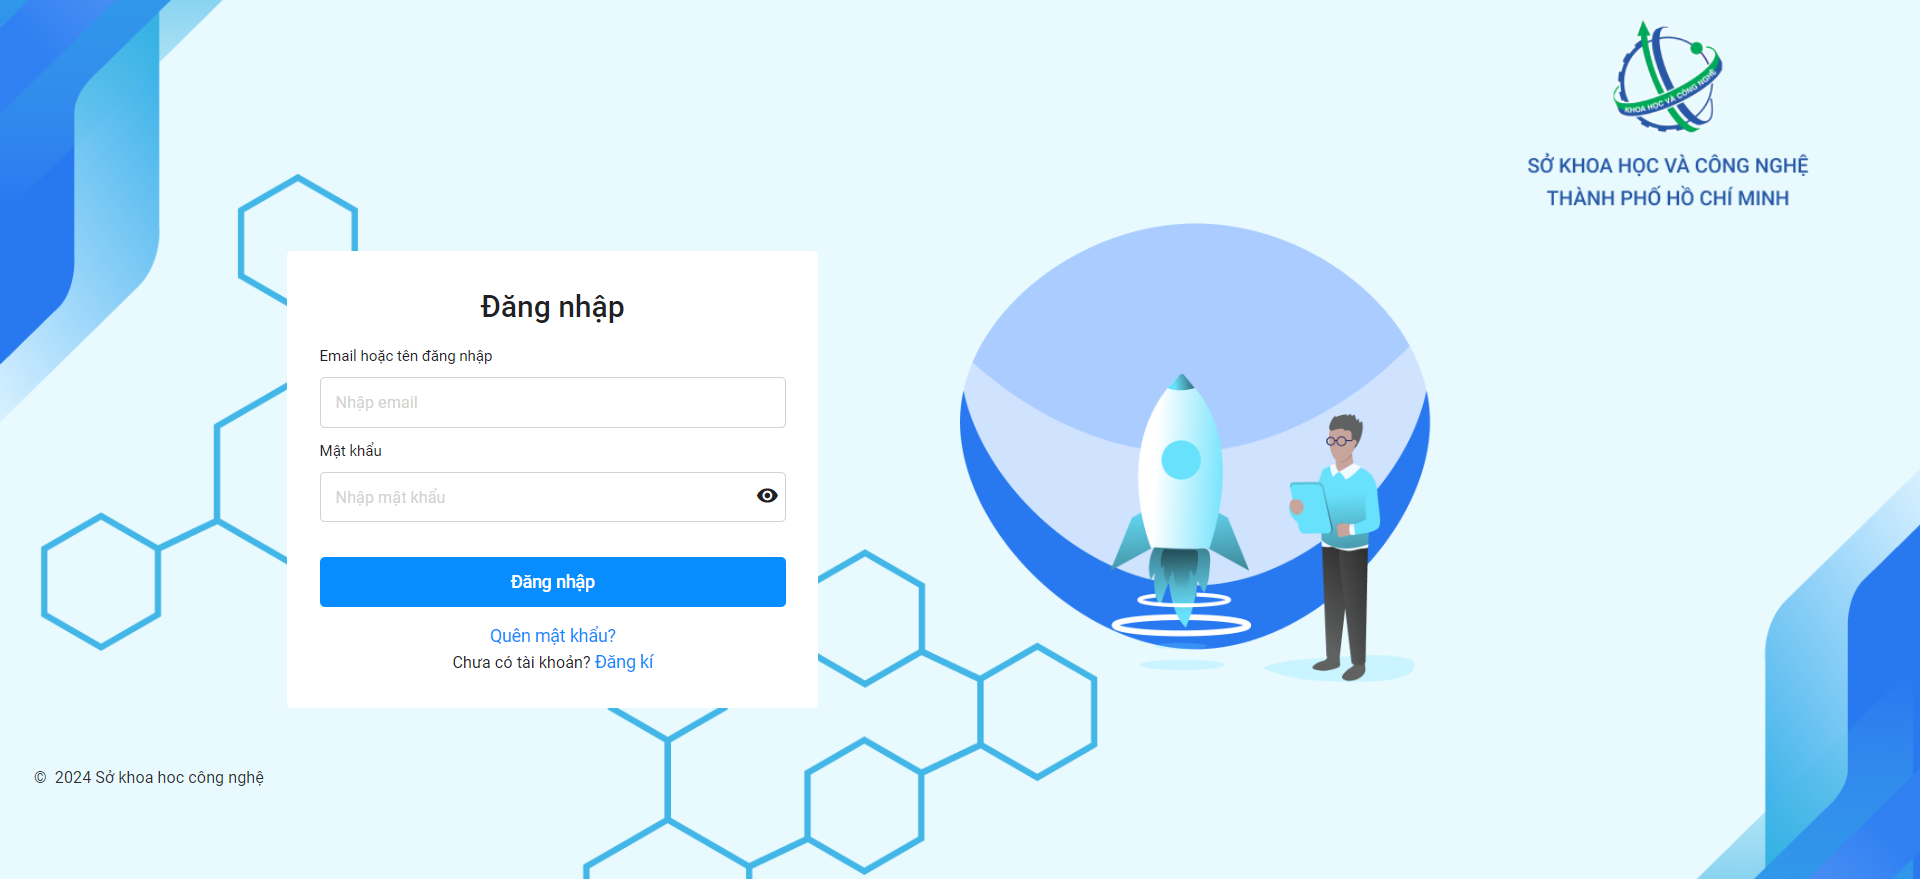 KHOA HỌC VÀ CÔNG NGHỆ
SỞ KHOA HỌC VÀ CÔNG NGHỆ
THÀNH PHỐ HỒ CHÍ MINH
Đăng nhập
Email hoặc tên đăng nhập
Nhập email
Mật khẩu
Nhập mật khẩu
Đăng nhập
Quên mật khẩu?
Chưa có tài khoản? Đăng kí
© 2024 Sở khoa hoc công nghệ